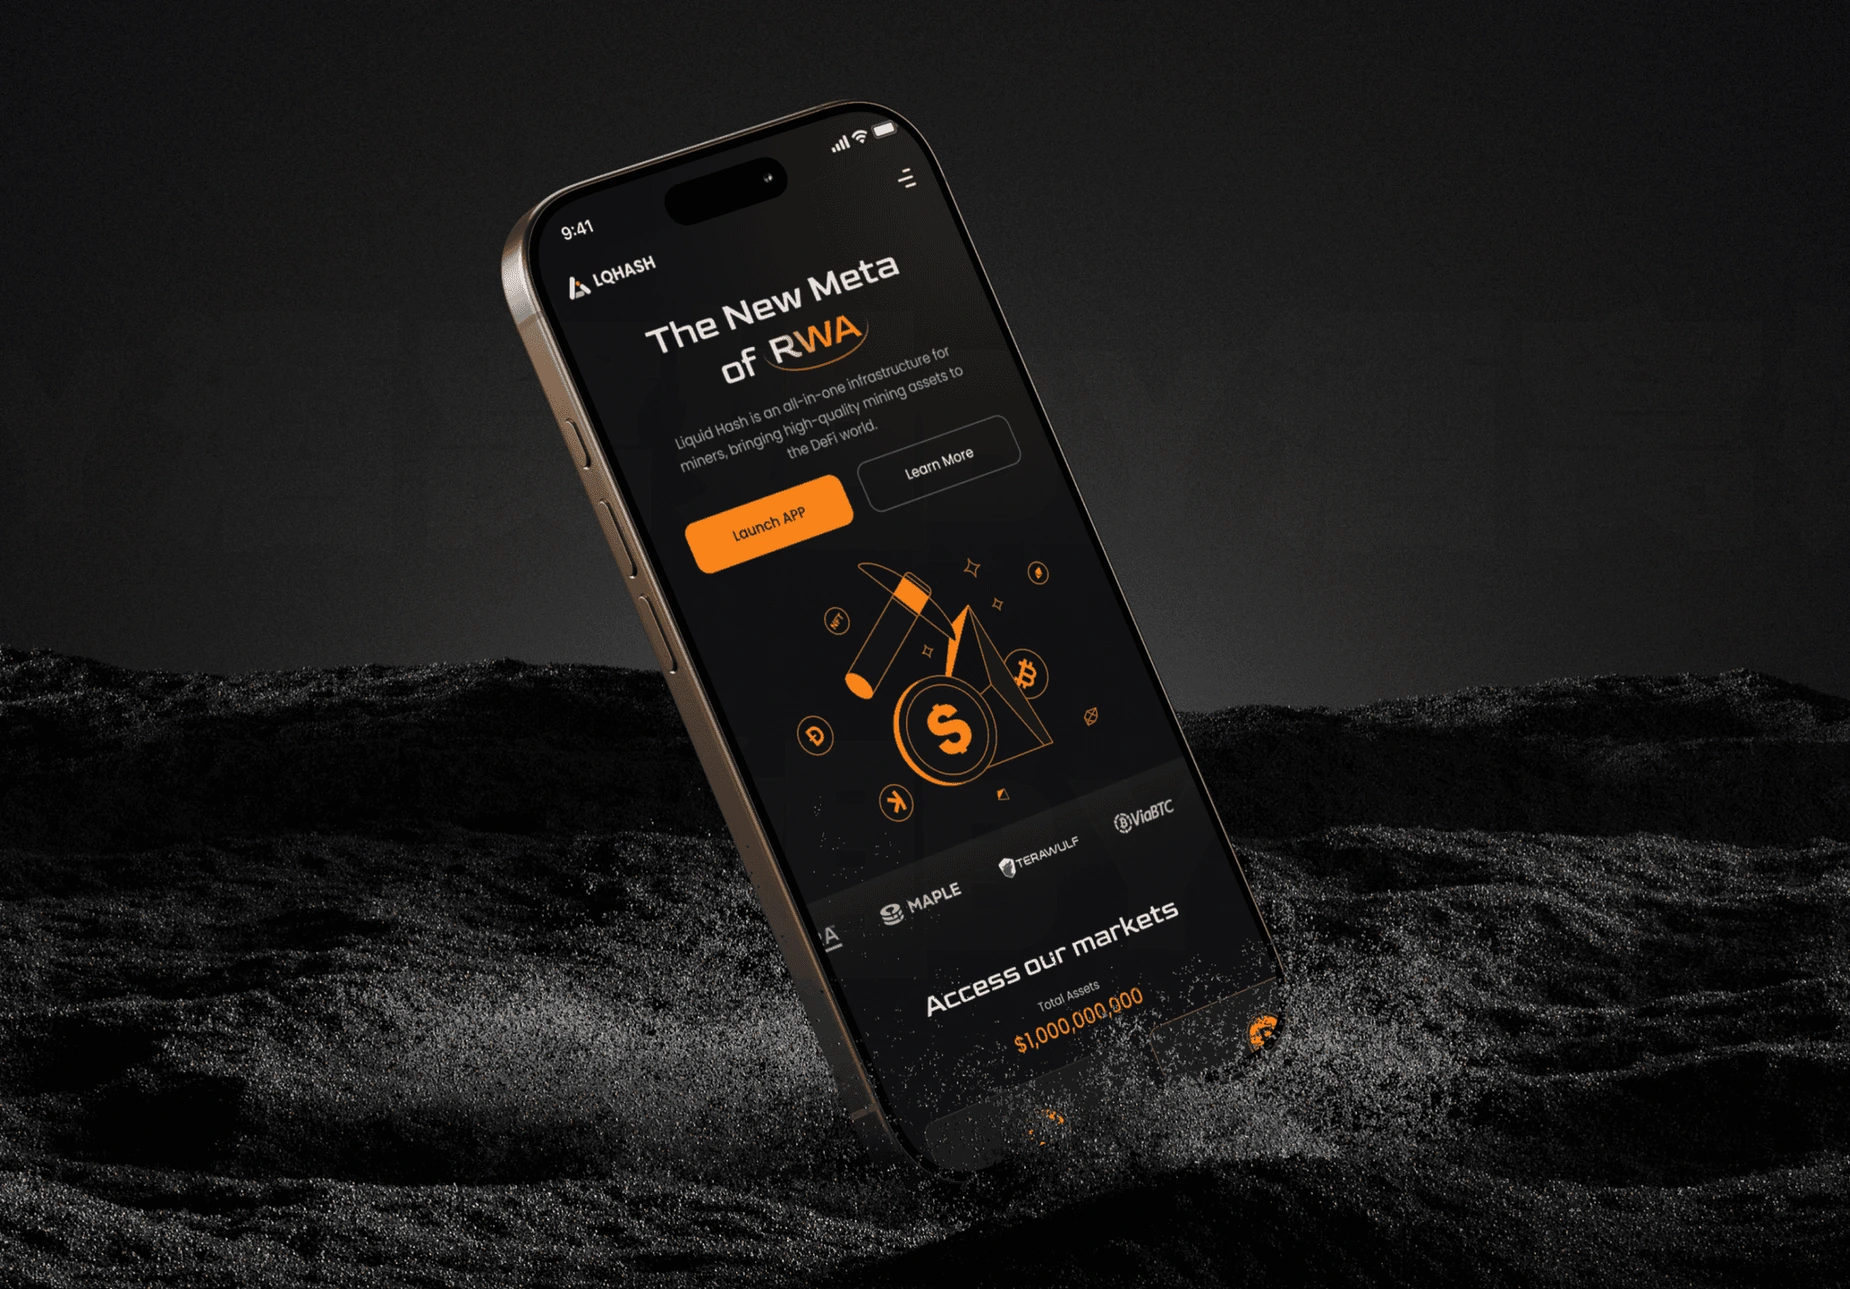 9:41
LQHASH
The New Meta
of RWA
Liquid Hash is an all-in-one infrastructure for
miners, bringing high-quality mining assets to
the DeFi world.
Launch APP
Learn More
NFT
$
MAPLE
TERAWULF
ViaBTC
Access our markets
Total Assets
$1,000,000,000